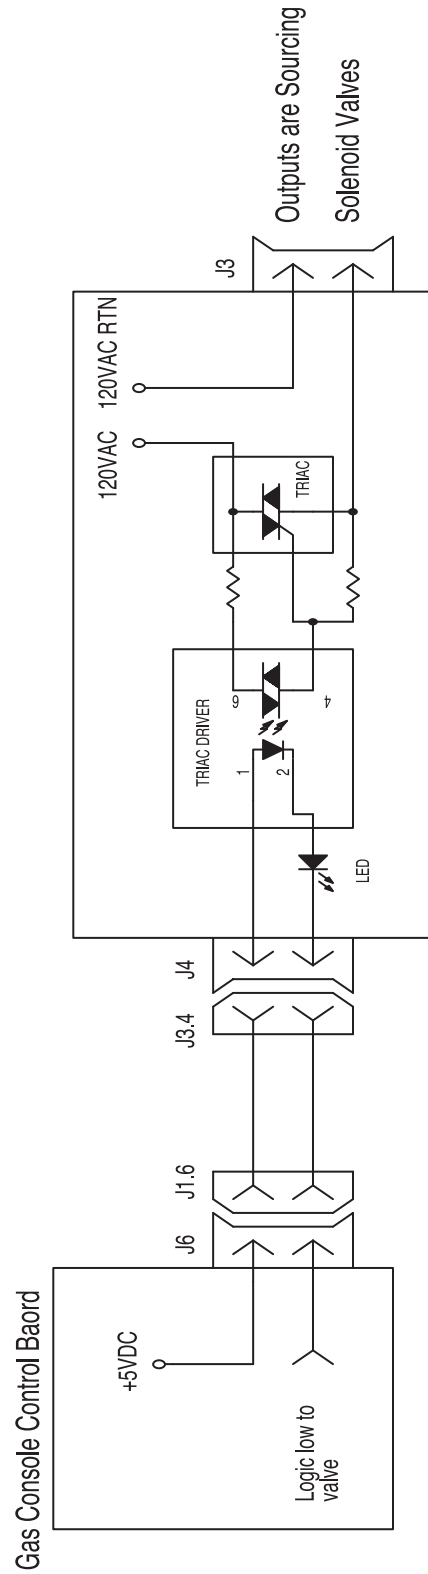 Gas Console Control Baord
+5VDC
Logic low to
valve
J6
J1.6
J3.4
J4
LED
TRIAC DRIVER
1
2
6
4
TRIAC
120VAC
120VAC RTN
J3
Outputs are Sourcing
Solenoid Valves